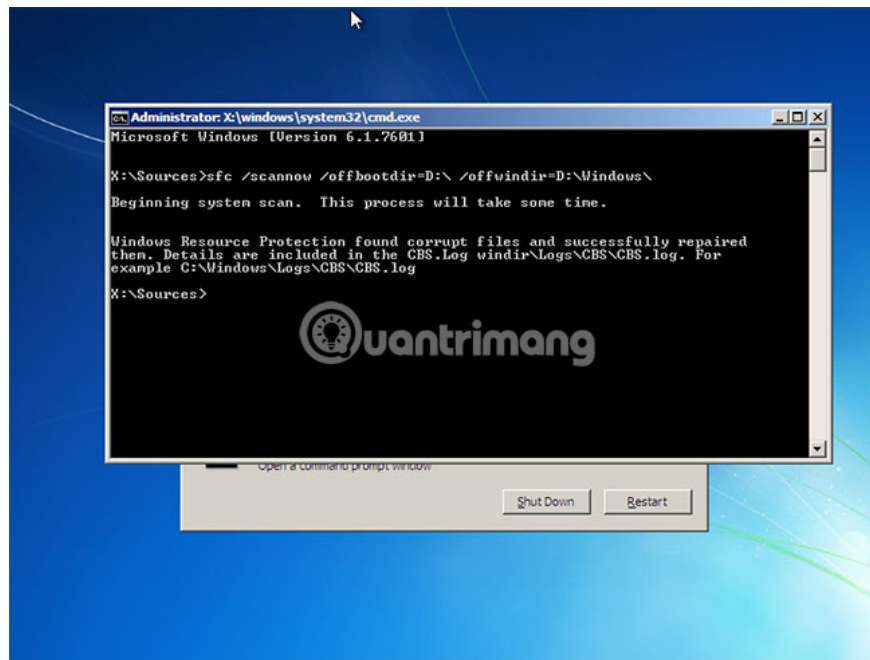 Administrator: X:\windows\system32\cmd.exe
Microsoft Windows [Version 6.1.7601]
X:\Sources>sfc /scannow /offbootdir=D:\ /offwindir=D:\Windows\
Beginning system scan.  This process will take some time.
Windows Resource Protection found corrupt files and successfully repaired
them. Details are included in the CBS.Log windir\Logs\CBS\CBS.log. For
example C:\Windows\Logs\CBS\CBS.log
X:\Sources>
Quantrimang
Open a command prompt window
Shut Down
Restart